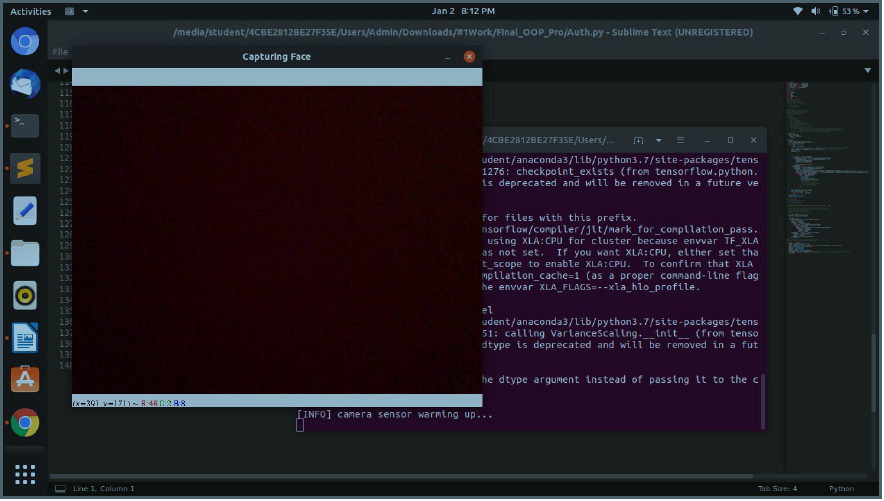 Activities
Jan 2 8:12 PM
53 %
/media/student/4CBE2812BE27F35E/Users/Admin/Downloads/#1Work/Final_OOP_Pro/Auth.py - Sublime Text (UNREGISTERED)
File
Capturing Face
114
115
116
117
118
119
120
121
122
123
124
125
126
127
128
129
130
131
132
133
134
135
136
137
138
139
140
/4CBE2812BE27F35E/Users/...
udent/anaconda3/lib/python3.7/site-packages/tens
1276: checkpoint_exists (from tensorflow.python.
is deprecated and will be removed in a future ve
for files with this prefix.
nsorflow/compiler/jit/mark_for_compilation_pass.
using XLA:CPU for cluster because envvar TF_XLA
as not set. If you want XLA:CPU, either set tha
t_scope to enable XLA:CPU. To confirm that XLA
mpilation_cache=1 (as a proper command-line flag
he envvar XLA_FLAGS=--xla_hlo_profile.
el
udent/anaconda3/lib/python3.7/site-packages/tens
51: calling VarianceScaling.__init__ (from tenso
dtype is deprecated and will be removed in a fut
he dtype argument instead of passing it to the c
(x=391, y=171) ~ R:48 G:2 B:8
[INFO] camera sensor warming up...
Line 1, Column 1
Tab Size: 4
Python